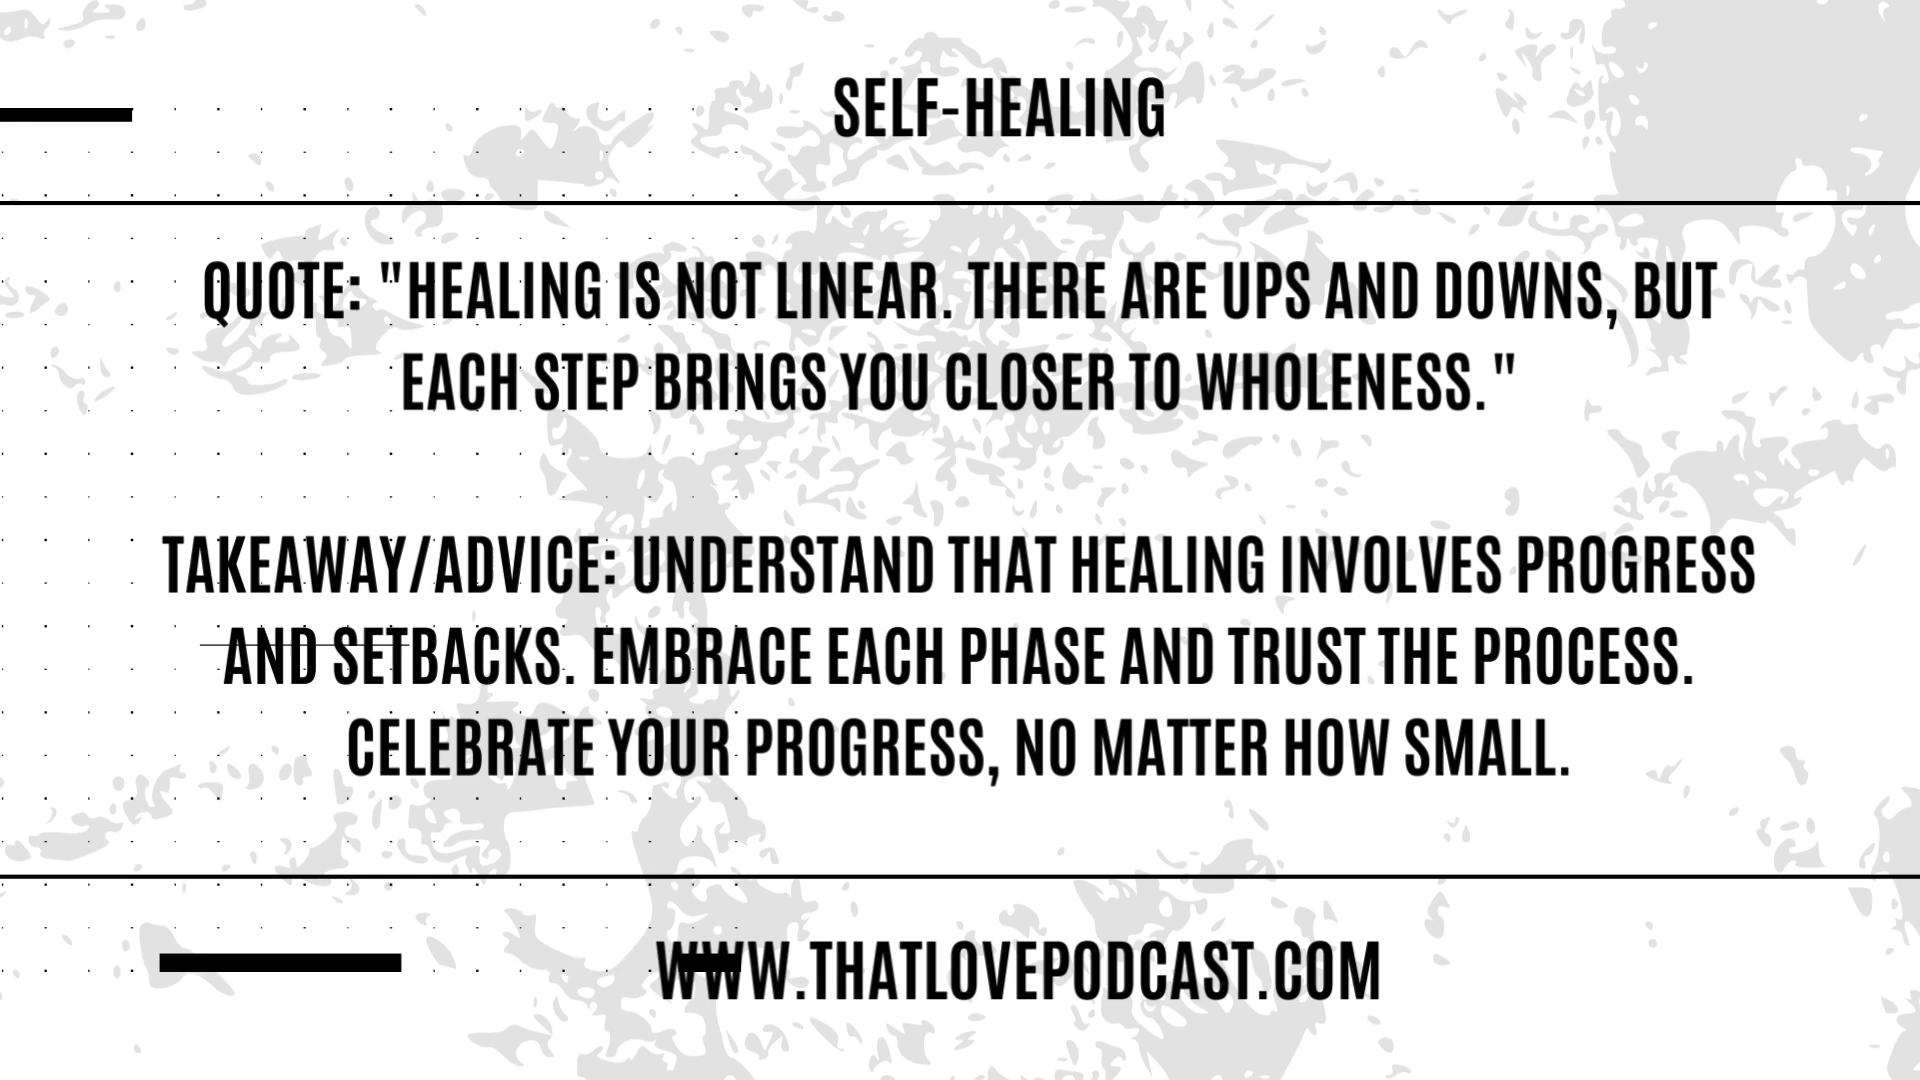 SELF-HEALING
QUOTE: "HEALING IS NOT LINEAR. THERE ARE UPS AND DOWNS, BUT
EACH STEP BRINGS YOU CLOSER TO WHOLENESS."
TAKEAWAY/ADVICE: UNDERSTAND THAT HEALING INVOLVES PROGRESS
AND SETBACKS. EMBRACE EACH PHASE AND TRUST THE PROCESS.
CELEBRATE YOUR PROGRESS, NO MATTER HOW SMALL.
WWW.THATLOVEPODCAST.COM